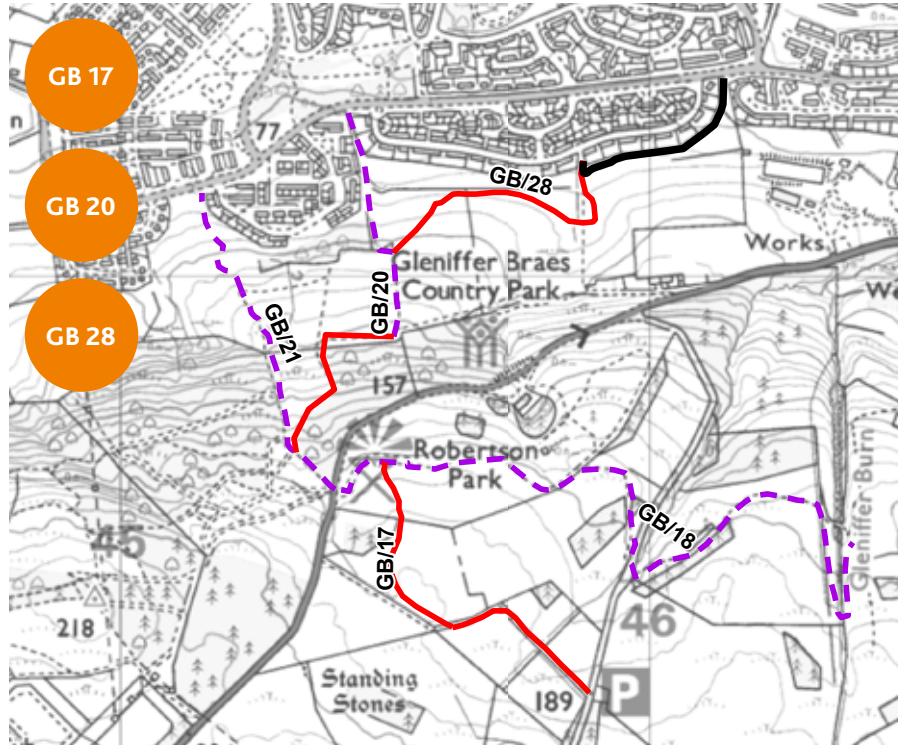 GB 17
n
77
GB 20
GB/28
Works
Gleniffer Braes
Country Park
GB/20
GB/21
GB 28
157
Robertson
Park
GB/18
Gleniffer Burn
45
GB/17
46
218
Standing
Stones
189
P